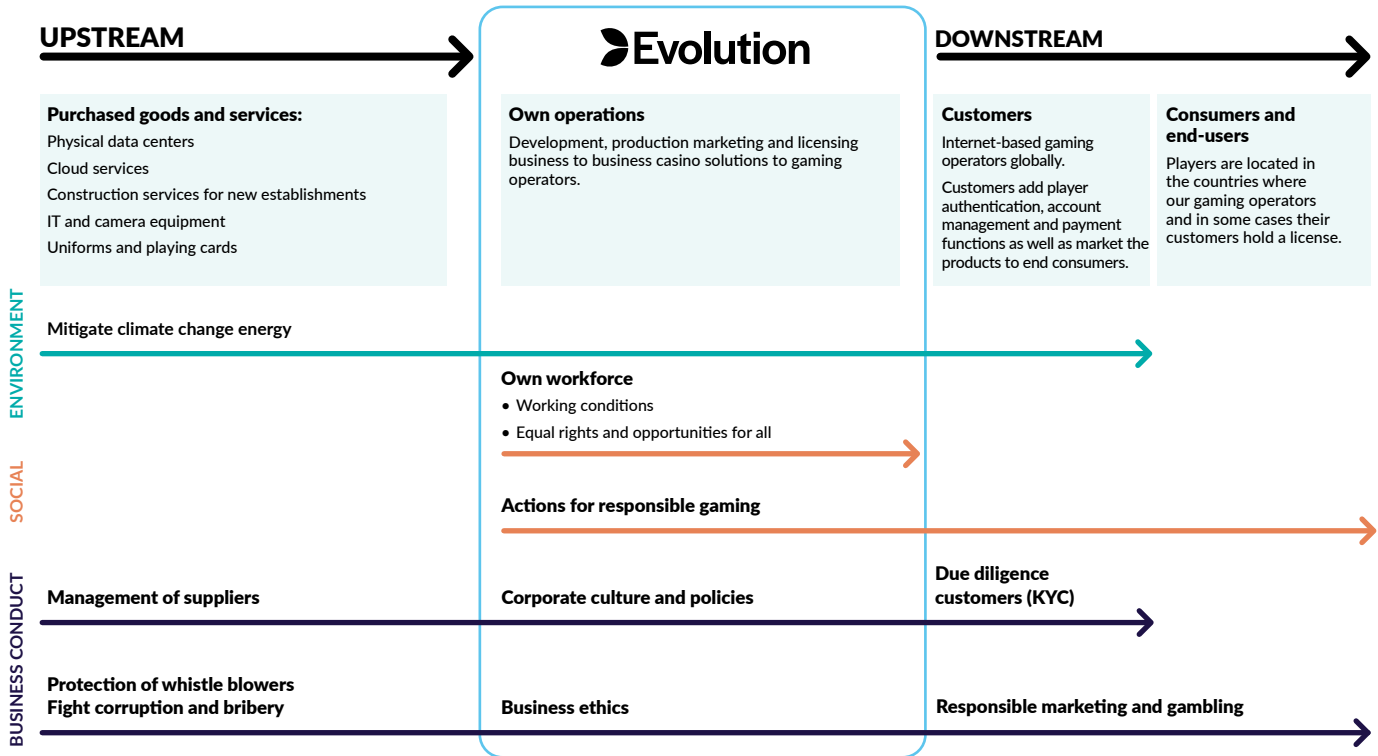 UPSTREAM
Evolution
DOWNSTREAM
Purchased goods and services:
Physical data centers
Cloud services
Construction services for new establishments
IT and camera equipment
Uniforms and playing cards
Own operations
Development, production marketing and licensing
business to business casino solutions to gaming
operators.
Customers
Internet-based gaming
operators globally.
Customers add player
authentication, account
management and payment
functions as well as market the
products to end consumers.
Consumers and
end-users
Players are located in
the countries where
our gaming operators
and in some cases their
customers hold a license.
ENVIRONMENT
Mitigate climate change energy
SOCIAL
Own workforce
• Working conditions
• Equal rights and opportunities for all
Actions for responsible gaming
BUSINESS CONDUCT
Management of suppliers
Corporate culture and policies
Due diligence
customers (KYC)
Protection of whistle blowers
Fight corruption and bribery
Business ethics
Responsible marketing and gambling